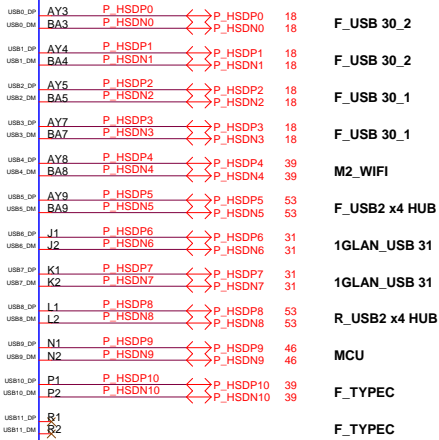 USB0_DP AY3 P_HSDP0 P_HSDP0 18
USB0_DM BA3 P_HSDN0 P_HSDN0 18 F_USB 30_2
USB1_DP AY4 P_HSDP1 P_HSDP1 18
USB1_DM BA4 P_HSDN1 P_HSDN1 18 F_USB 30_2
USB2_DP AY5 P_HSDP2 P_HSDP2 18
USB2_DM BA5 P_HSDN2 P_HSDN2 18 F_USB 30_1
USB3_DP AY7 P_HSDP3 P_HSDP3 18
USB3_DM BA7 P_HSDN3 P_HSDN3 18 F_USB 30_1
USB4_DP AY8 P_HSDP4 P_HSDP4 39
USB4_DM BA8 P_HSDN4 P_HSDN4 39 M2_WIFI
USB5_DP AY9 P_HSDP5 P_HSDP5 53
USB5_DM BA9 P_HSDN5 P_HSDN5 53 F_USB2 x4 HUB
USB6_DP J1 P_HSDP6 P_HSDP6 31
USB6_DM J2 P_HSDN6 P_HSDN6 31 1GLAN_USB 31
USB7_DP K1 P_HSDP7 P_HSDP7 31
USB7_DM K2 P_HSDN7 P_HSDN7 31 1GLAN_USB 31
USB8_DP L1 P_HSDP8 P_HSDP8 53
USB8_DM L2 P_HSDN8 P_HSDN8 53 R_USB2 x4 HUB
USB9_DP N1 P_HSDP9 P_HSDP9 46
USB9_DM N2 P_HSDN9 P_HSDN9 46 MCU
USB10_DP P1 P_HSDP10 P_HSDP10 39
USB10_DM P2 P_HSDN10 P_HSDN10 39 F_TYPEC
USB11_DP R1
USB11_DM R2 F_TYPEC